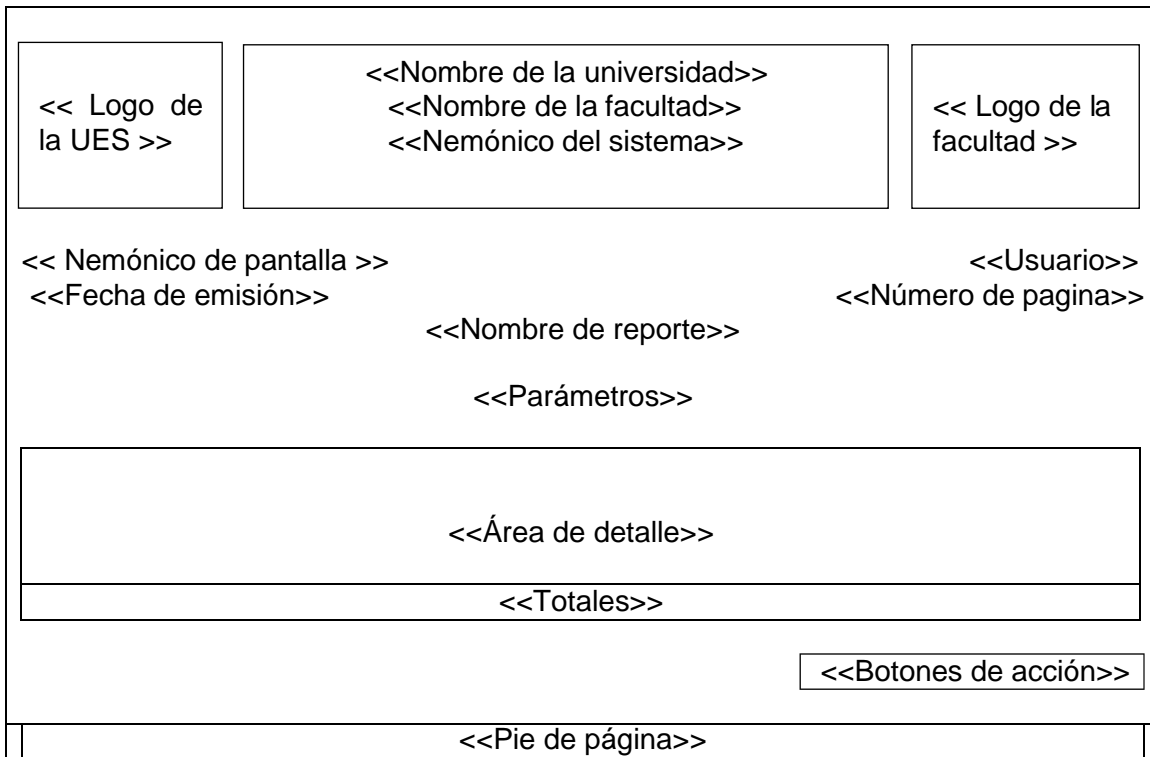 <<Nombre de la universidad>>
<<Nombre de la facultad>>
<<Nemónico del sistema>>
<< Logo de
la UES >>
<< Logo de la
facultad >>
<< Nemónico de pantalla >>
<<Usuario>>
<<Fecha de emisión>>
<<Número de pagina>>
<<Nombre de reporte>>
<<Parámetros>>
<<Área de detalle>>
<<Totales>>
<<Botones de acción>>
<<Pie de página>>